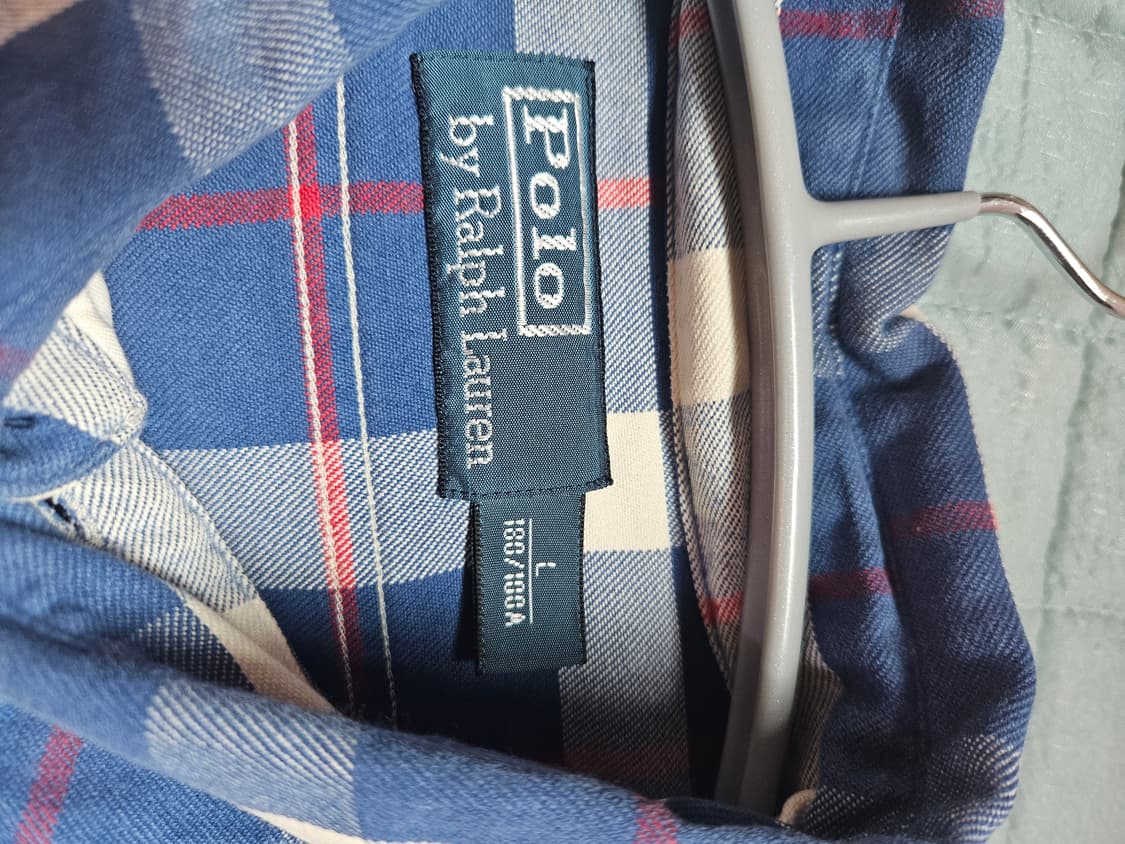 Polo
by Ralph Lauren
L
180/100A